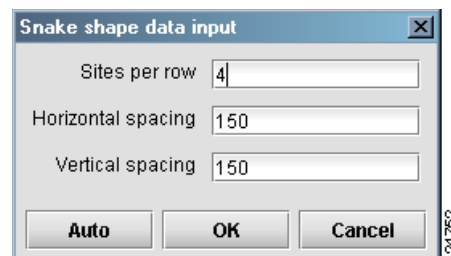 Snake shape data input
Sites per row 4
Horizontal spacing 150
Vertical spacing 150
Auto OK Cancel